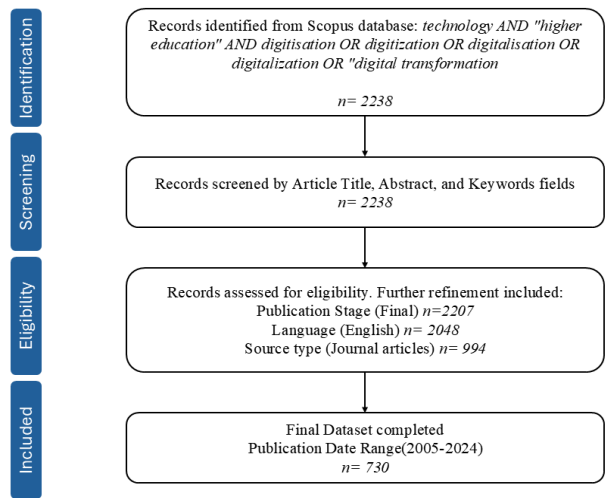 Identification
Records identified from Scopus database: technology AND "higher
education" AND digitisation OR digitization OR digitalisation OR
digitalization OR "digital transformation
n= 2238
Screening
Records screened by Article Title, Abstract, and Keywords fields
n= 2238
Eligibility
Records assessed for eligibility. Further refinement included:
Publication Stage (Final) n=2207
Language (English) n= 2048
Source type (Journal articles) n= 994
Included
Final Dataset completed
Publication Date Range(2005-2024)
n= 730